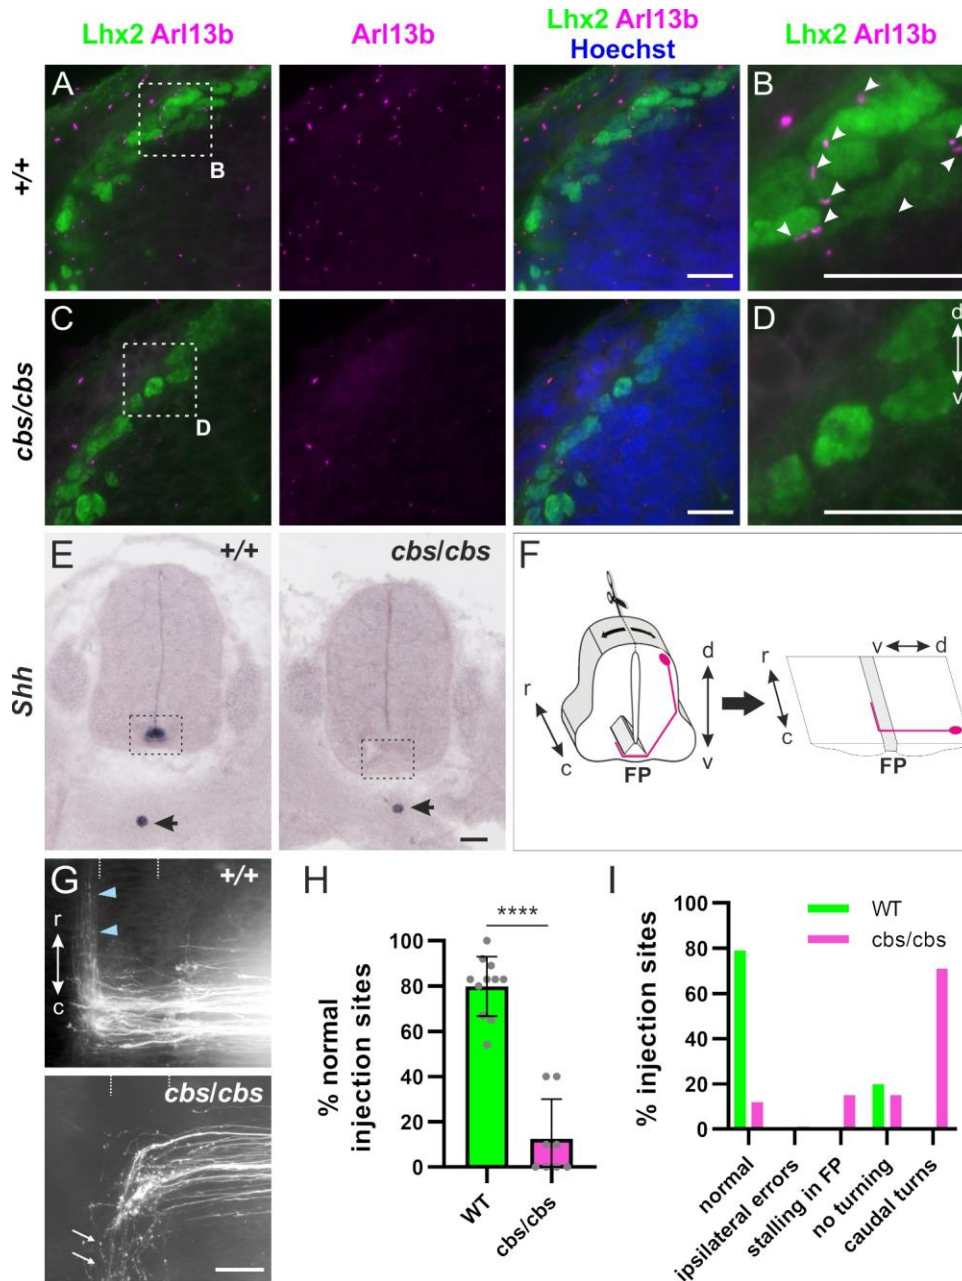 Lhx2 Arl13b
Arl13b
Lhx2 Arl13b
Hoechst
Lhx2 Arl13b
+/+
A
B
B
cbs/cbs
C
D
D
d
v
Shh
E
+/+
cbs/cbs
F
r
c
d
v
FP
r
c
v
d
FP
G
+/+
r
c
cbs/cbs
H
****
% normal
injection sites
100
80
60
40
20
0
WT
cbs/cbs
I
WT
cbs/cbs
% injection sites
100
80
60
40
20
0
normal
ipsilateral errors
stalling in FP
no turning
caudal turns